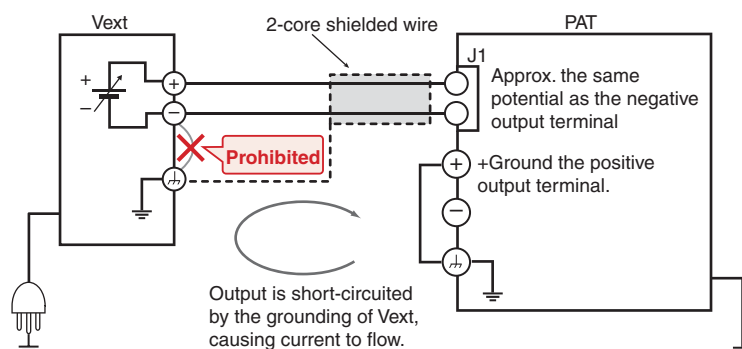 Vext
2-core shielded wire
PAT
J1
Approx. the same
potential as the negative
output terminal
+
−
+
−
Prohibited
+
+Ground the positive
output terminal.
−
Output is short-circuited
by the grounding of Vext,
causing current to flow.